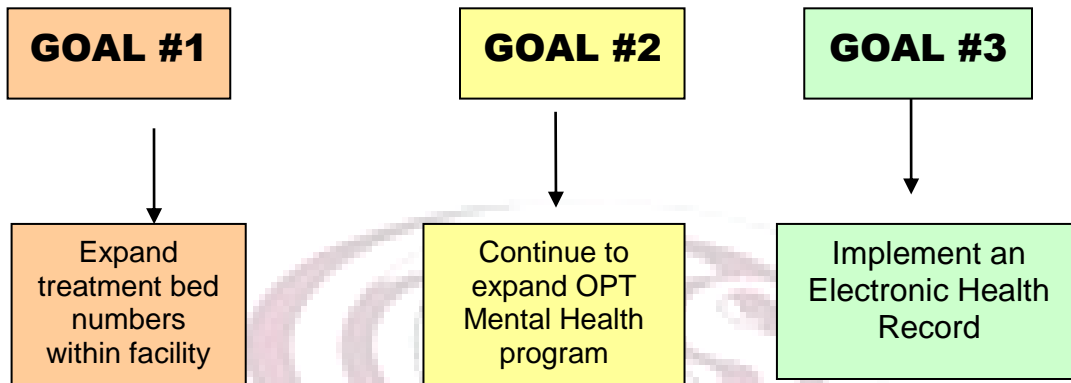 GOAL #1
GOAL #2
GOAL #3
Expand
treatment bed
numbers
within facility
Continue to
expand OPT
Mental Health
program
Implement an
Electronic Health
Record